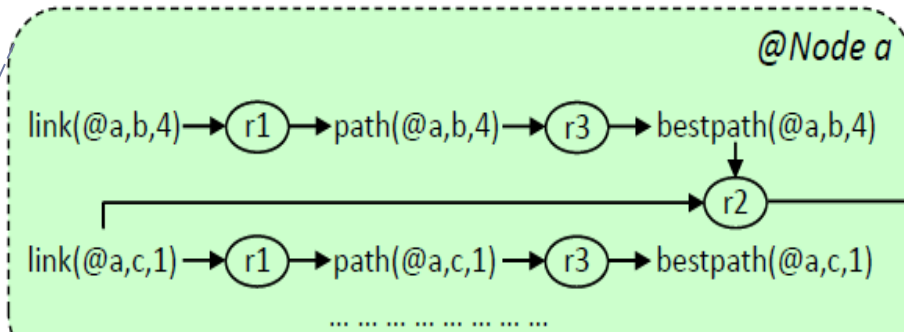 @Node a
link(@a,b,4) r1 path(@a,b,4) r3 bestpath(@a,b,4)
r2
link(@a,c,1) r1 path(@a,c,1) r3 bestpath(@a,c,1)
... ... ... ... ... ... ... ...